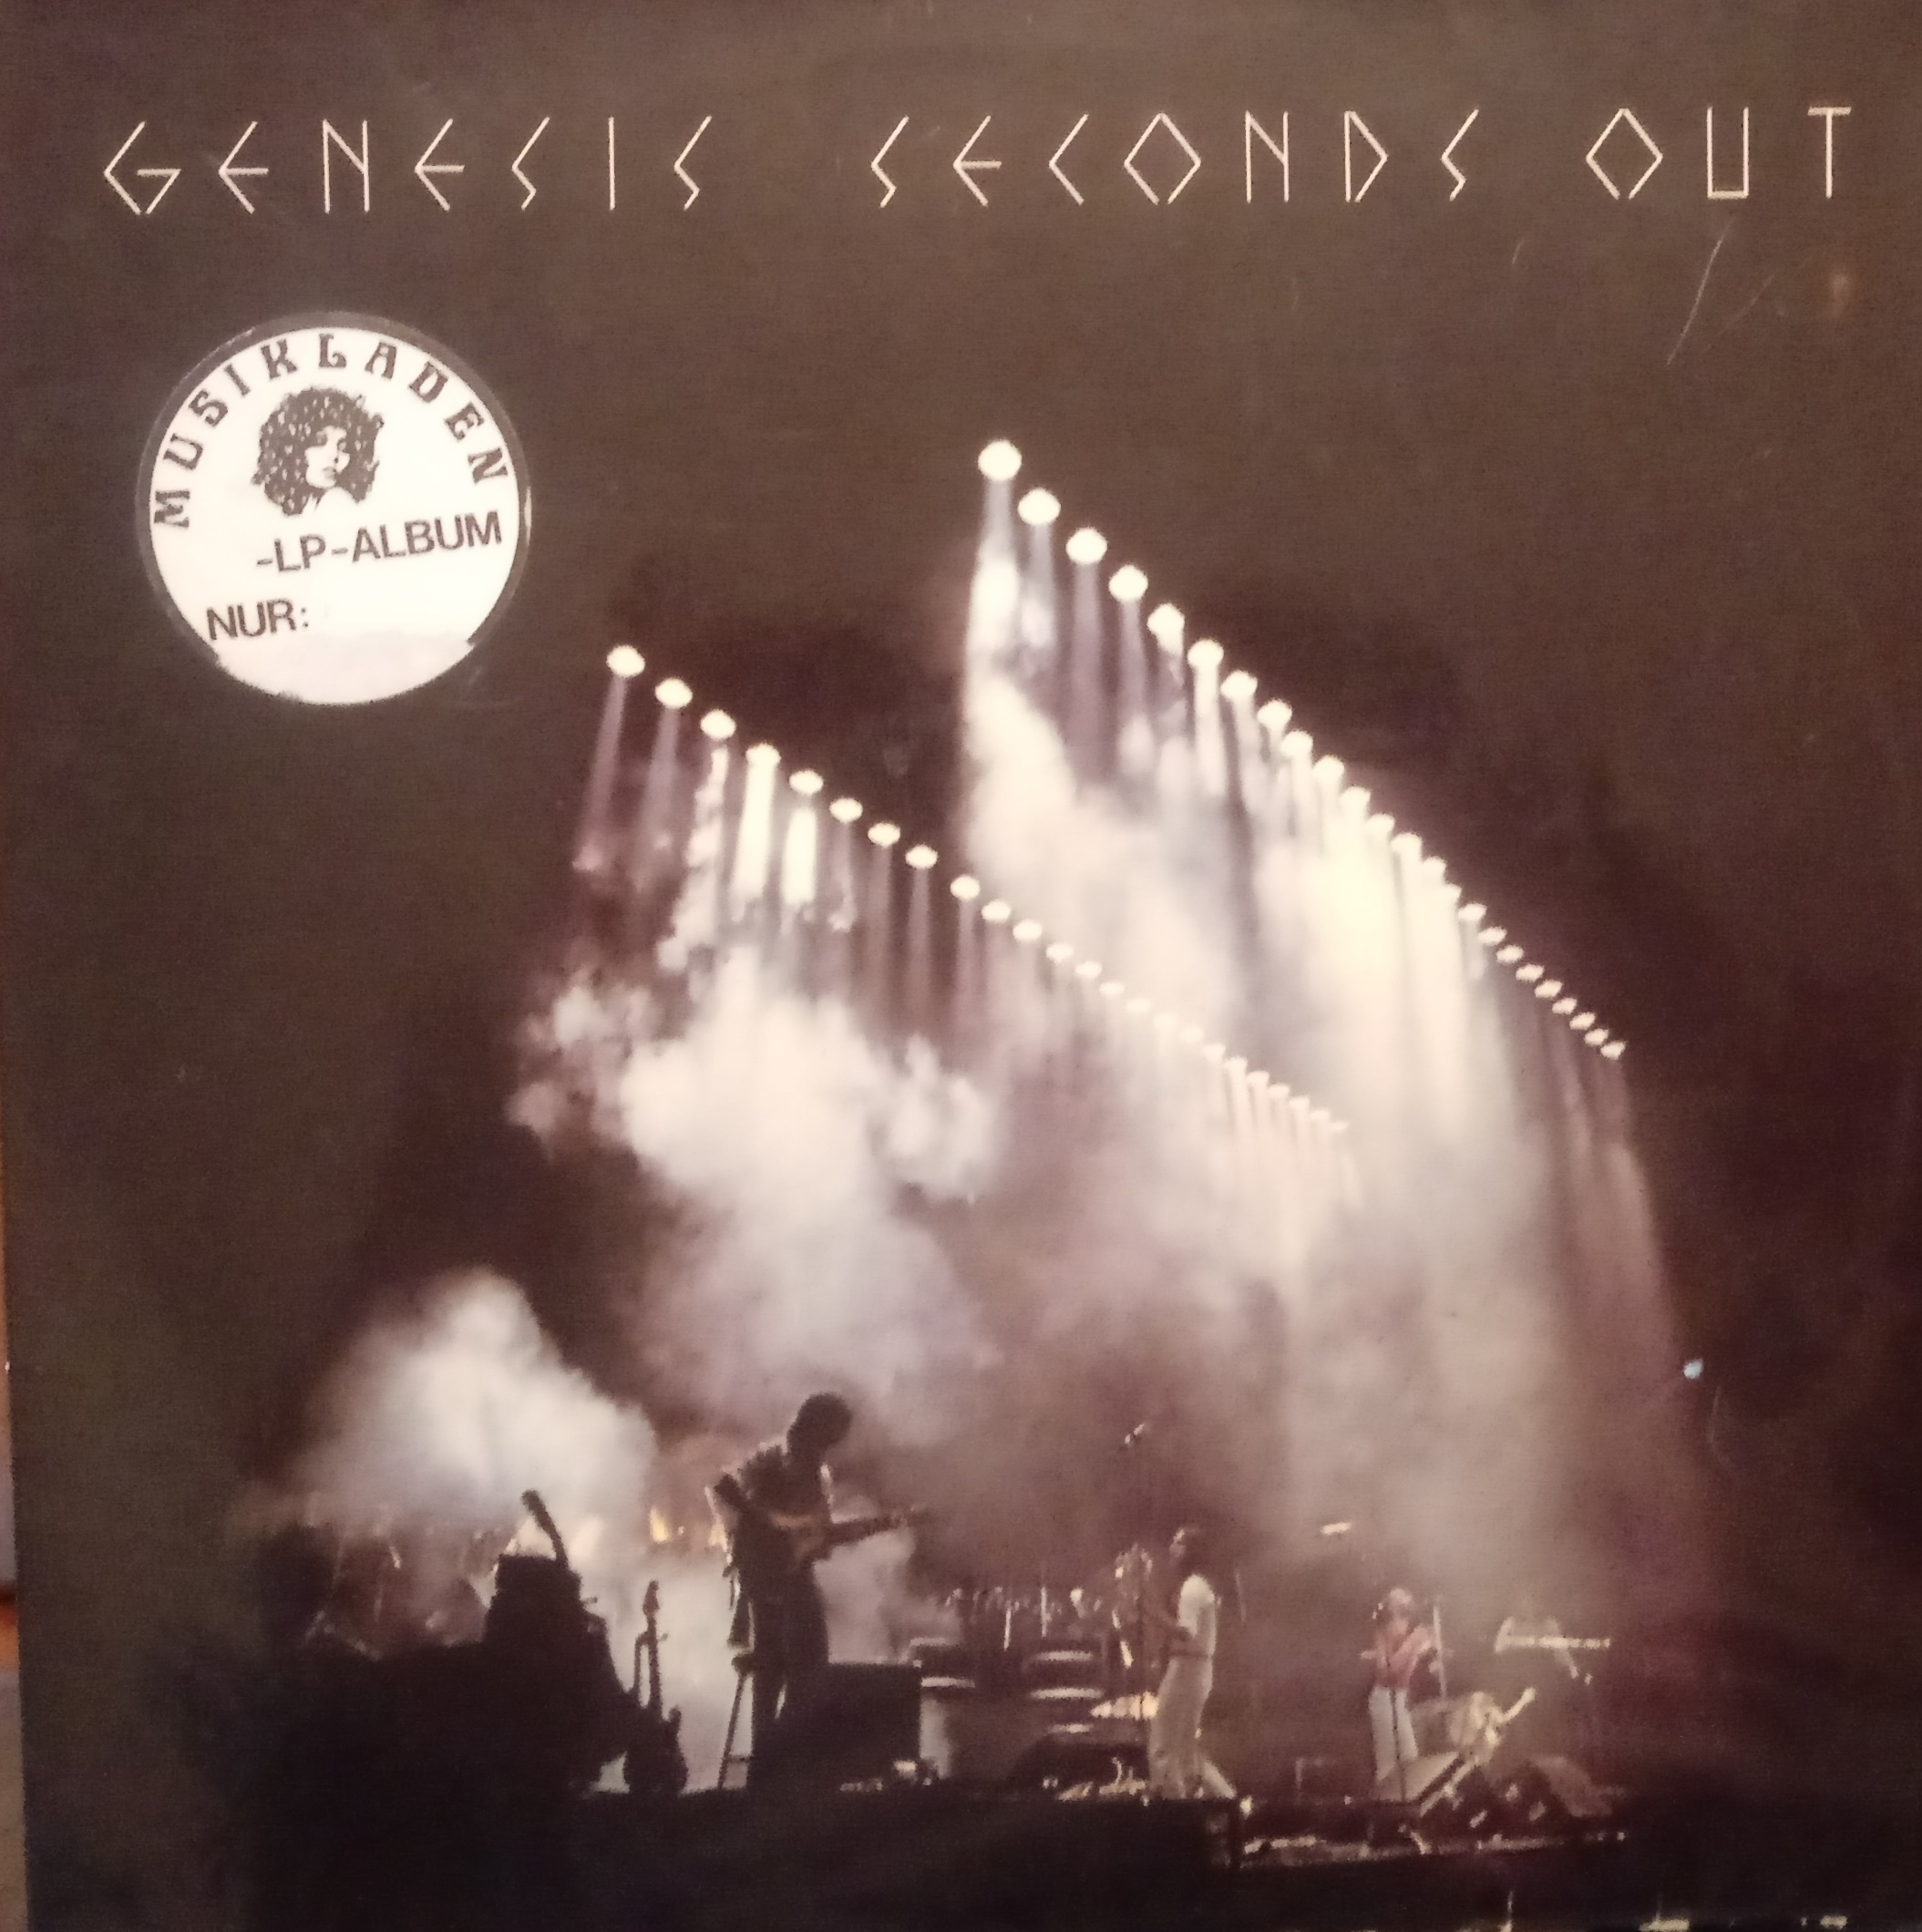 GENESIS SECONDS OUT
MUSIKLADEN
-LP-ALBUM
NUR: